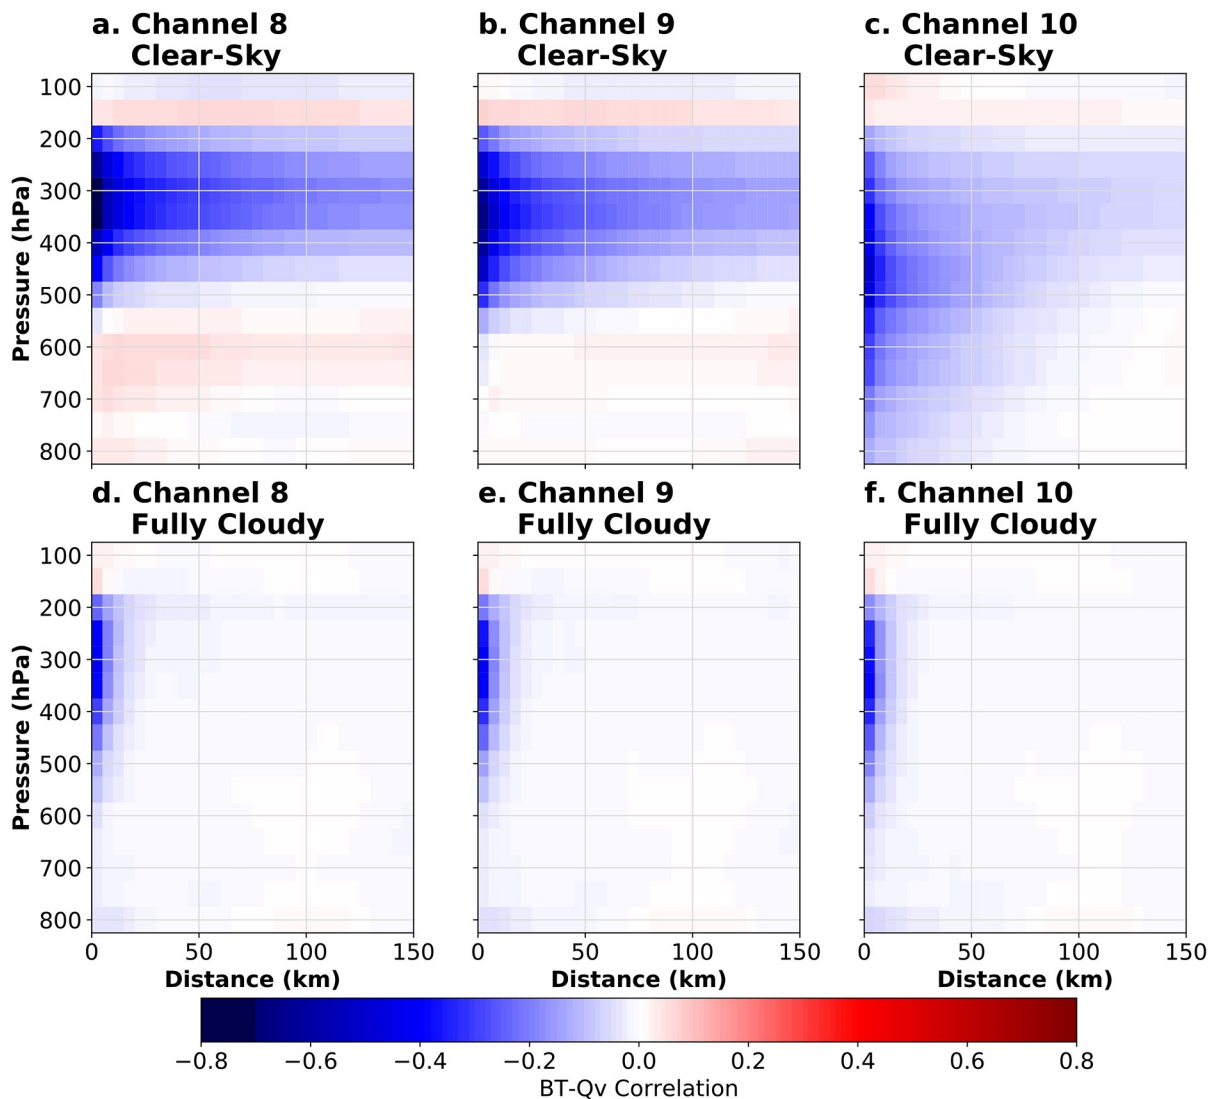 a. Channel 8
Clear-Sky
b. Channel 9
Clear-Sky
c. Channel 10
Clear-Sky
100
200
300
400
500
600
700
800
Pressure (hPa)
d. Channel 8
Fully Cloudy
e. Channel 9
Fully Cloudy
f. Channel 10
Fully Cloudy
100
200
300
400
500
600
700
800
Pressure (hPa)
0 50 100 150
0 50 100 150
0 50 100 150
Distance (km)
Distance (km)
Distance (km)
−0.8 −0.6 −0.4 −0.2 0.0 0.2 0.4 0.6 0.8
BT-Qv Correlation